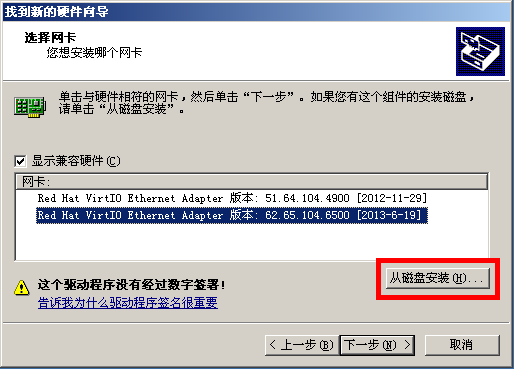 找到新的硬件向导
选择网卡
您想安装哪个网卡
单击与硬件相符的网卡，然后单击“下一步”。如果您有这个组件的安装磁盘，
请单击“从磁盘安装”。
显示兼容硬件(C)
网卡:
Red Hat VirtIO Ethernet Adapter 版本: 51.64.104.4900 [2012-11-29]
Red Hat VirtIO Ethernet Adapter 版本: 62.65.104.6500 [2013-6-19]
这个驱动程序没有经过数字签署!
告诉我为什么驱动程序签名很重要
从磁盘安装(H)...
< 上一步(B)
下一步(N) >
取消